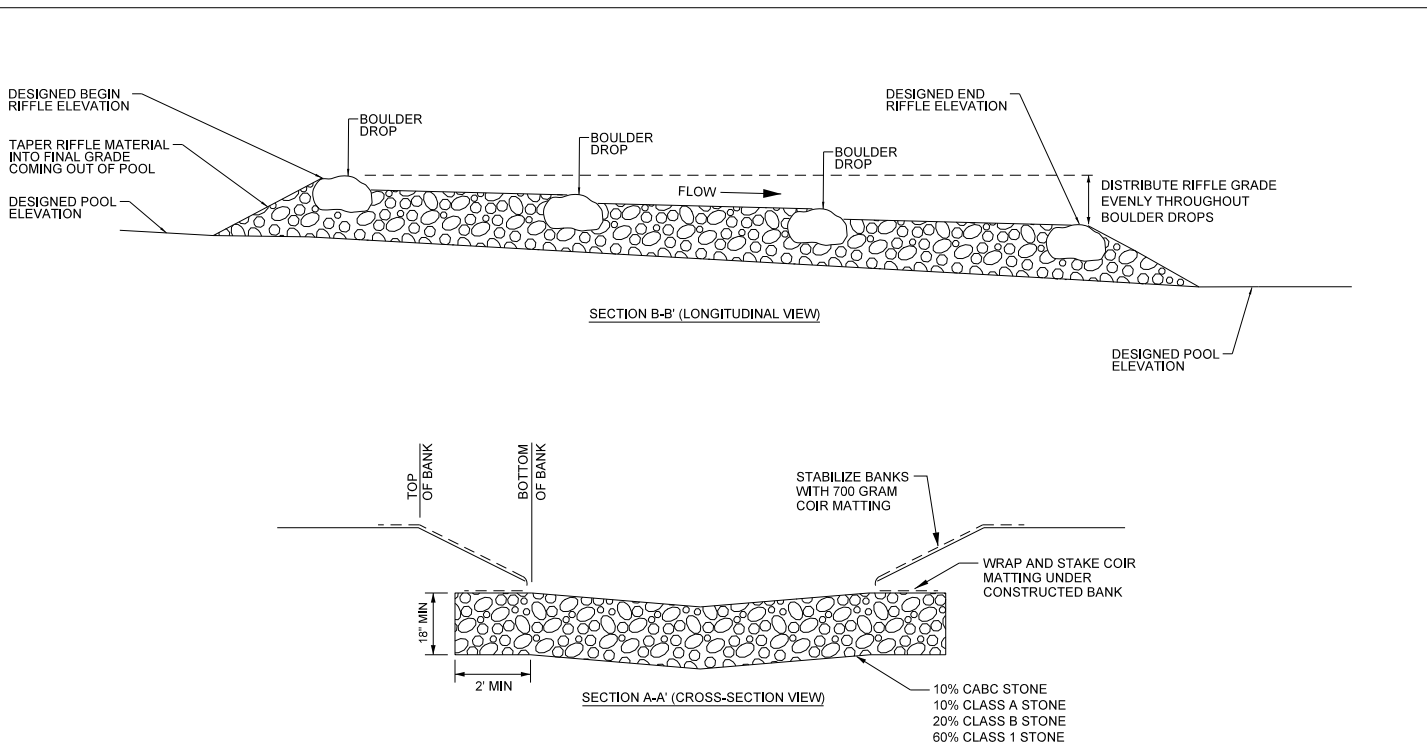 DESIGNED BEGIN
RIFFLE ELEVATION
TAPER RIFFLE MATERIAL
INTO FINAL GRADE
COMING OUT OF POOL
DESIGNED POOL
ELEVATION
BOULDER
DROP
BOULDER
DROP
BOULDER
DROP
FLOW
DESIGNED END
RIFFLE ELEVATION
DISTRIBUTE RIFFLE GRADE
EVENLY THROUGHOUT
BOULDER DROPS
SECTION B-B' (LONGITUDINAL VIEW)
DESIGNED POOL
ELEVATION
TOP
OF BANK
BOTTOM
OF BANK
STABILIZE BANKS
WITH 700 GRAM
COIR MATTING
WRAP AND STAKE COIR
MATTING UNDER
CONSTRUCTED BANK
18" MIN
2' MIN
SECTION A-A' (CROSS-SECTION VIEW)
10% CABC STONE
10% CLASS A STONE
20% CLASS B STONE
60% CLASS 1 STONE